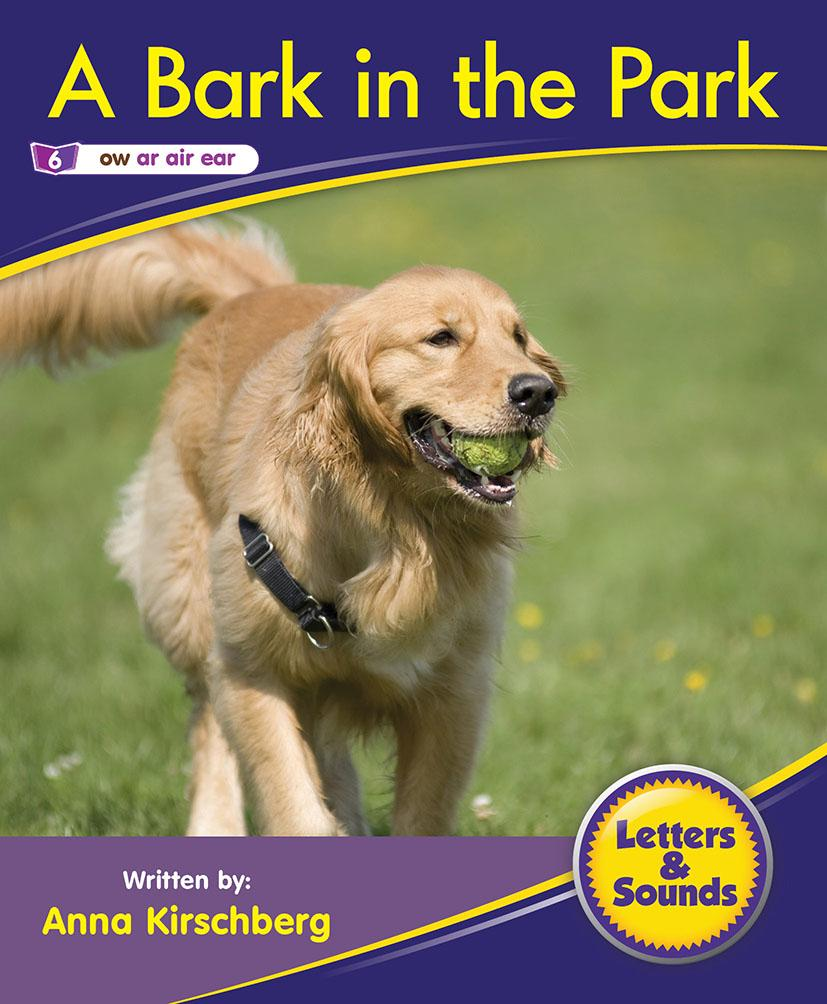 A Bark in the Park
6 ow ar air ear
Written by:
Anna Kirschberg
Letters
&
Sounds